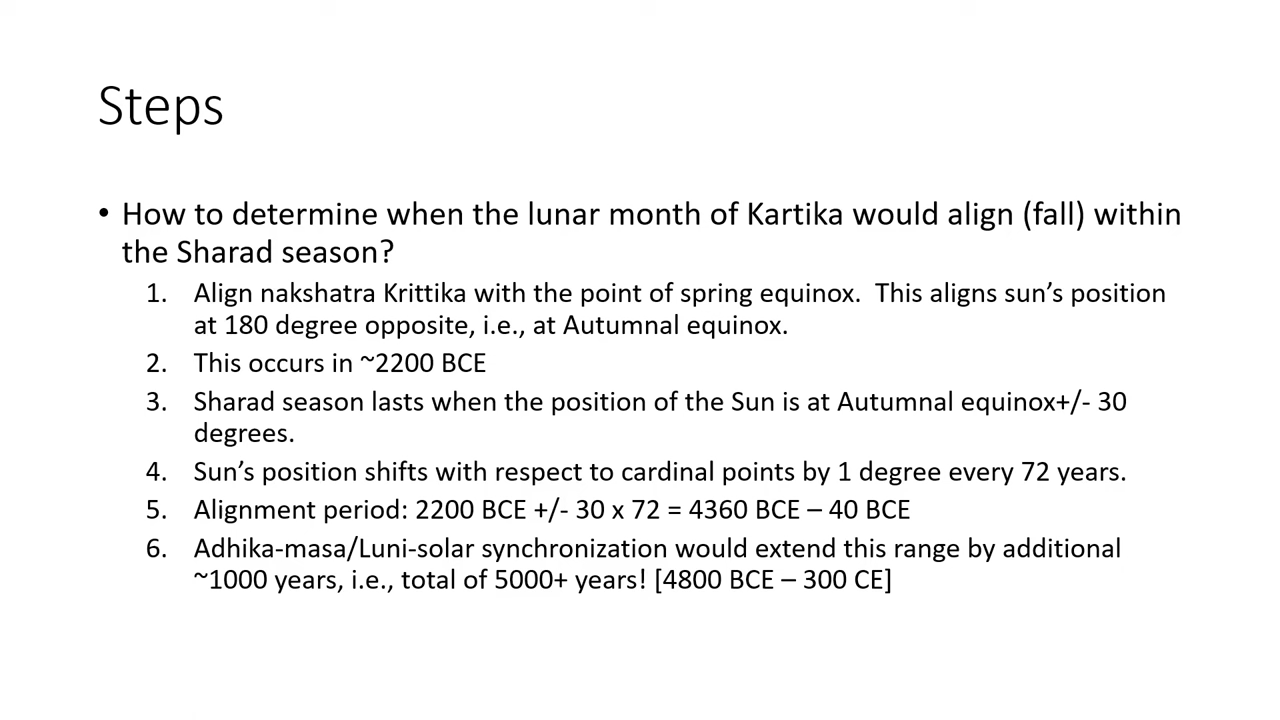 Steps
• How to determine when the lunar month of Kartika would align (fall) within
the Sharad season?
1. Align nakshatra Krittika with the point of spring equinox.  This aligns sun’s position
at 180 degree opposite, i.e., at Autumnal equinox.
2. This occurs in ~2200 BCE
3. Sharad season lasts when the position of the Sun is at Autumnal equinox+/- 30
degrees.
4. Sun’s position shifts with respect to cardinal points by 1 degree every 72 years.
5. Alignment period: 2200 BCE +/- 30 x 72 = 4360 BCE – 40 BCE
6. Adhika-masa/Luni-solar synchronization would extend this range by additional
~1000 years, i.e., total of 5000+ years! [4800 BCE – 300 CE]